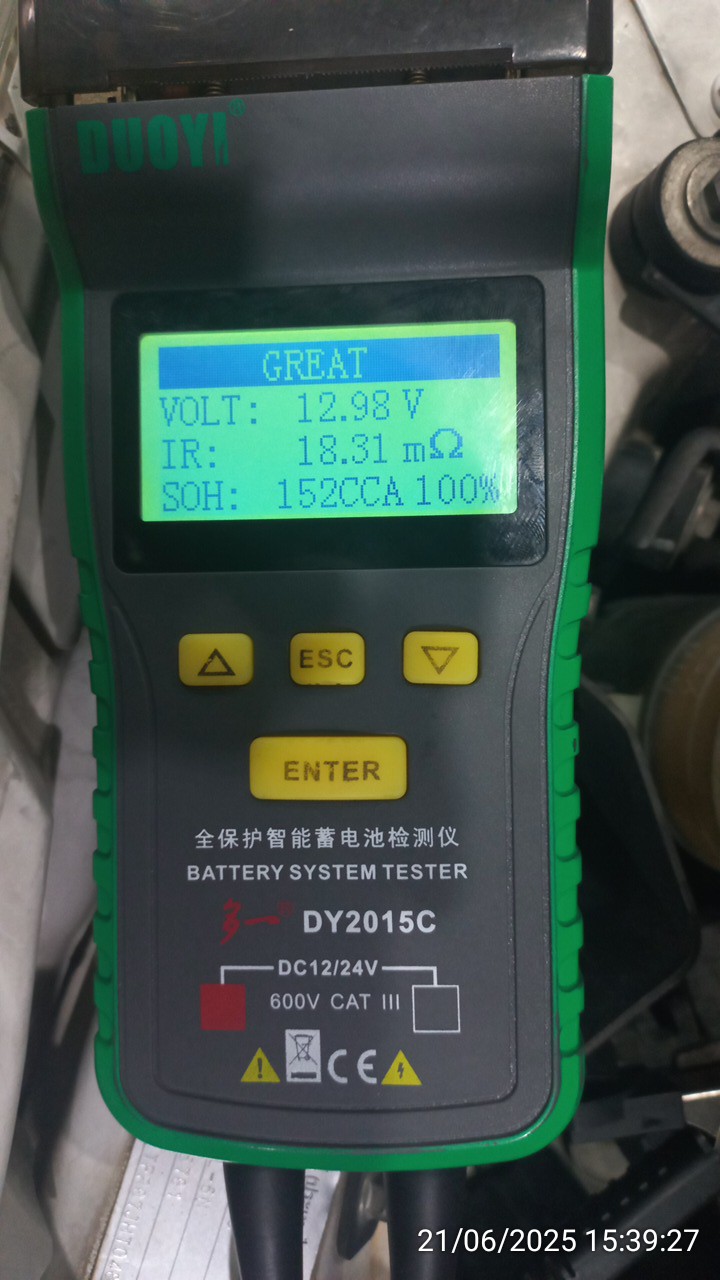 DUOYI®
GREAT
VOLT: 12.98 V
IR: 18.31 mΩ
SOH: 152CCA 100%
△ ESC ▽
ENTER
全保护智能蓄电池检测仪
BATTERY SYSTEM TESTER
多一® DY2015C
DC12/24V
600V CAT III
CE
21/06/2025 15:39:27